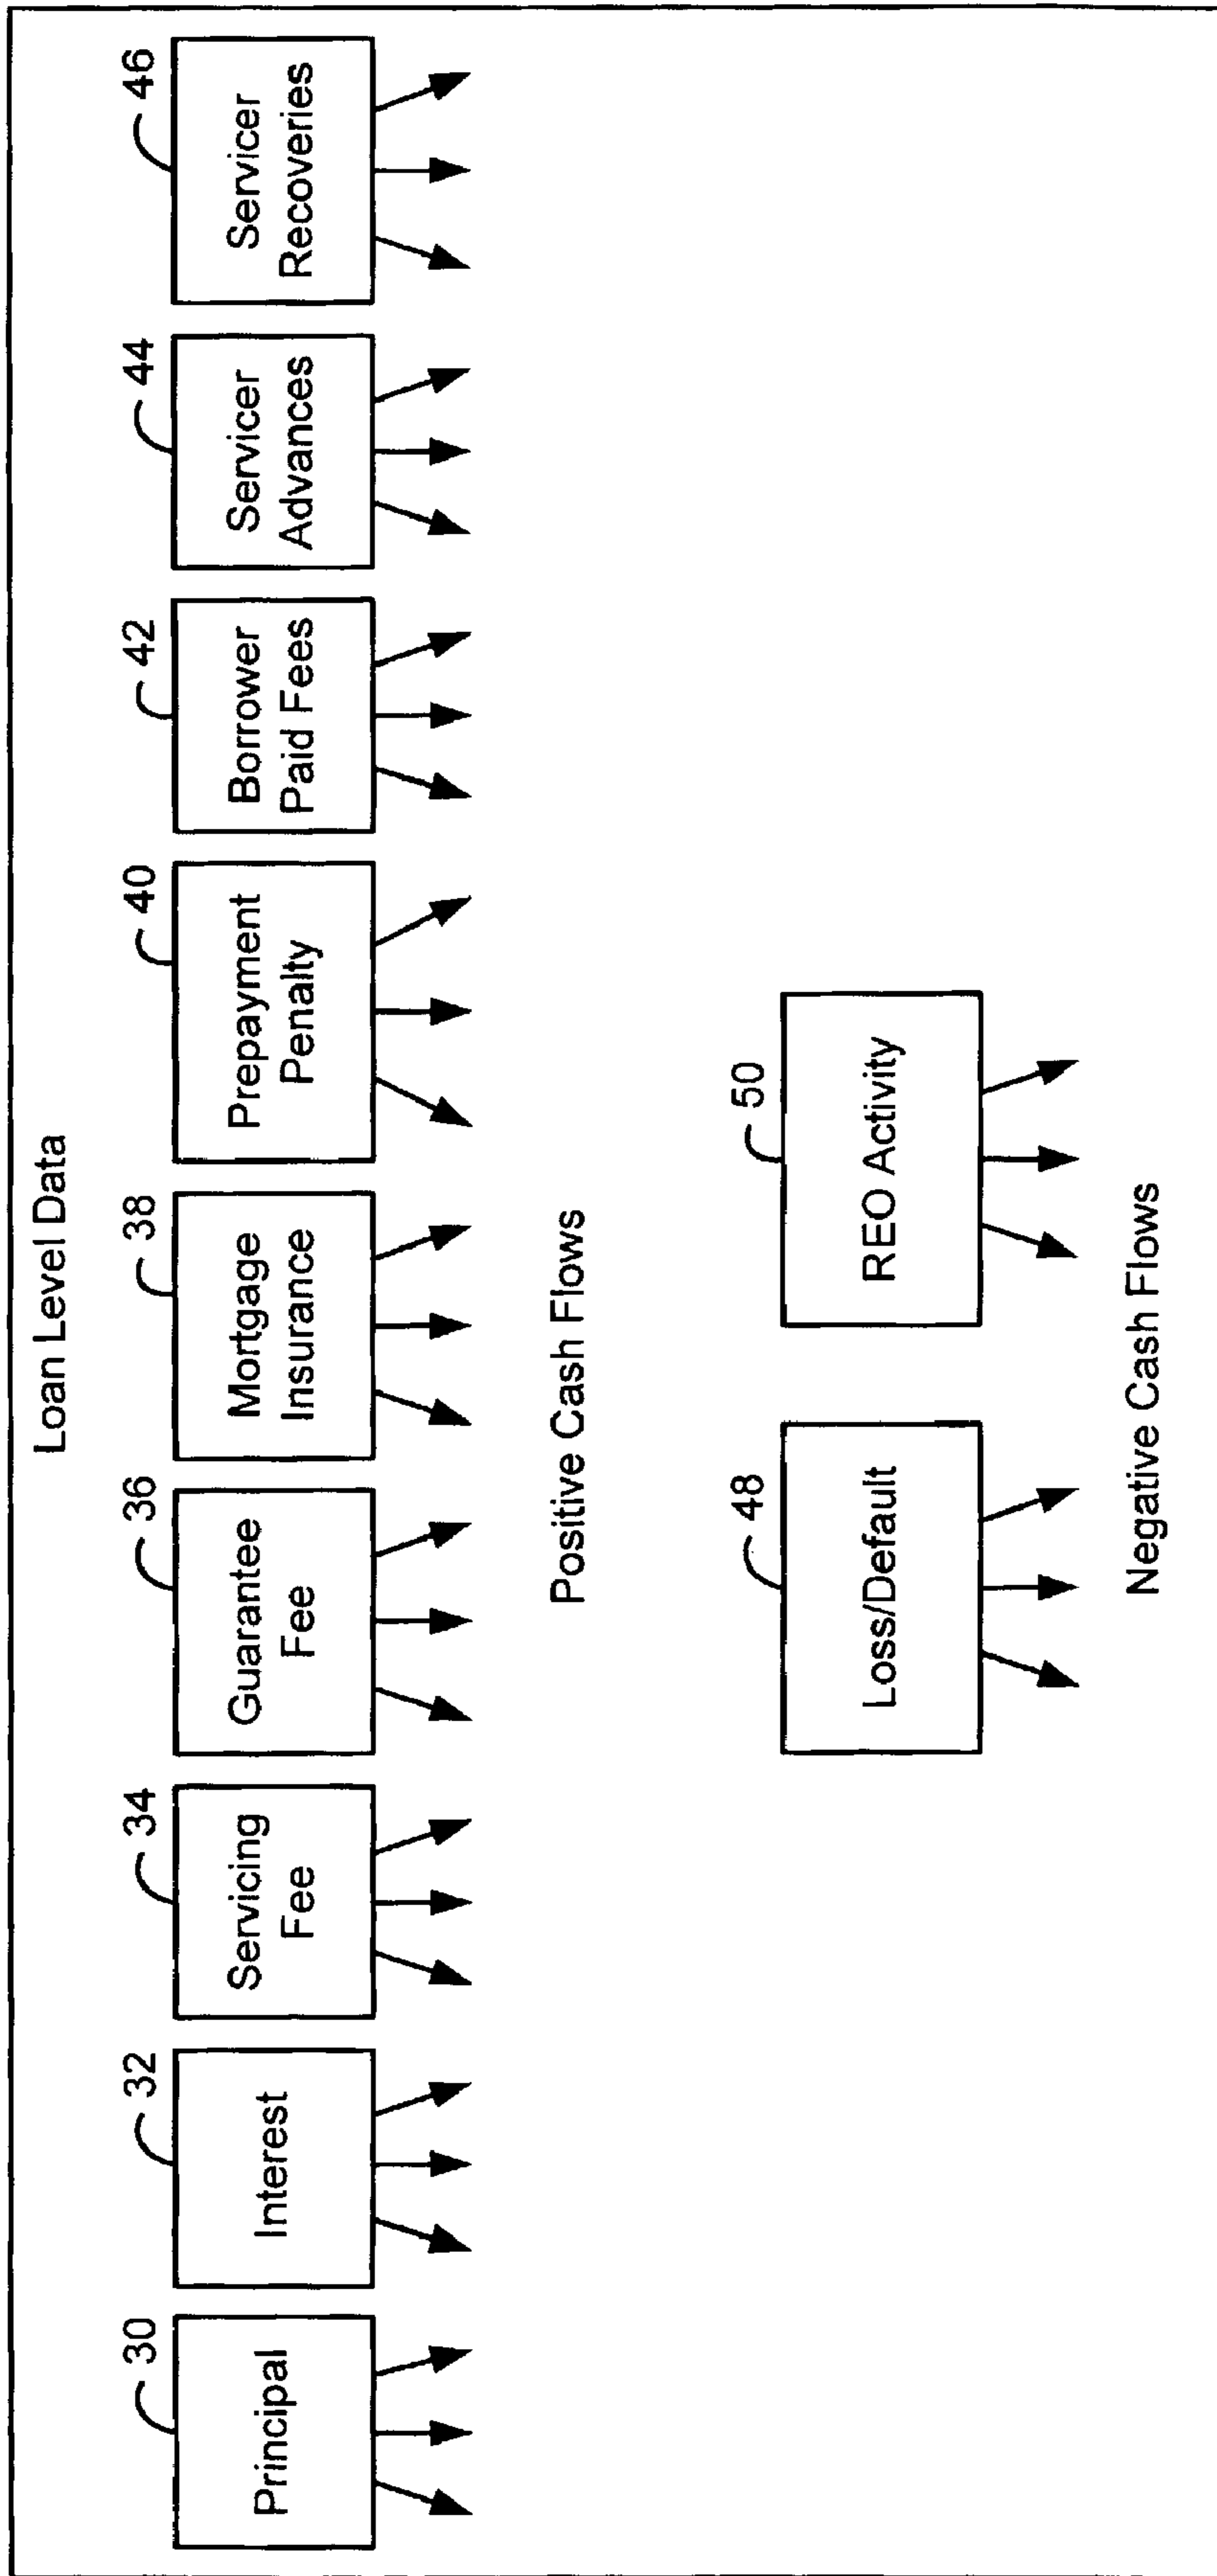 Loan Level Data
30
32
34
36
38
40
42
44
46
Principal
Interest
Servicing
Fee
Guarantee
Fee
Mortgage
Insurance
Prepayment
Penalty
Borrower
Paid Fees
Servicer
Advances
Servicer
Recoveries
Positive Cash Flows
48
50
Loss/Default
REO Activity
Negative Cash Flows